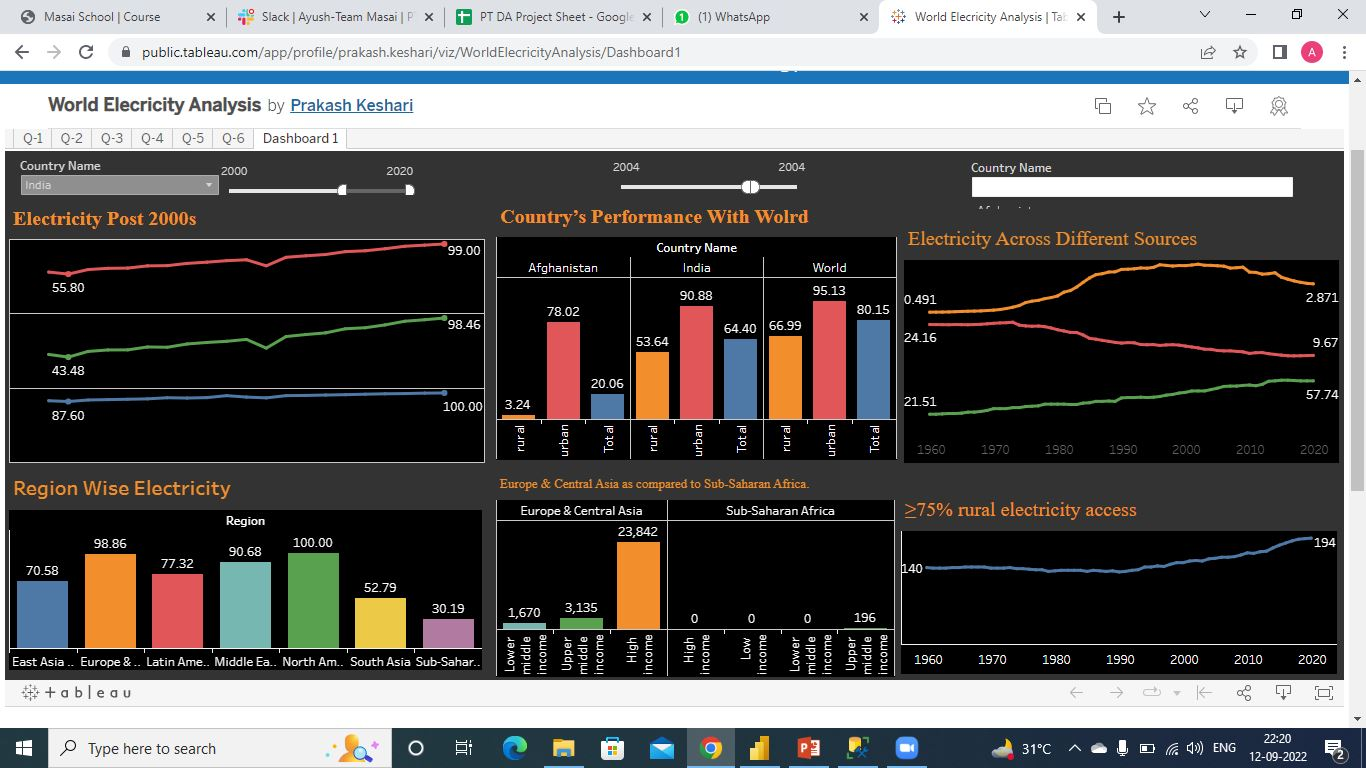 Masai School | Course
Slack | Ayush-Team Masai | P
PT DA Project Sheet - Google
(1) WhatsApp
World Elecricity Analysis | Tab
public.tableau.com/app/profile/prakash.keshari/viz/WorldElecricityAnalysis/Dashboard1
A
World Elecricity Analysis by Prakash Keshari
Q-1 Q-2 Q-3 Q-4 Q-5 Q-6 Dashboard 1
Country Name
India
2000 2020
2004 2004
Country Name
Electricity Post 2000s
99.00
55.80
98.46
43.48
100.00
87.60
Country's Performance With Wolrd
Country Name
Afghanistan India World
3.24 78.02 20.06 53.64 90.88 64.40 66.99 95.13 80.15
rural urban Total rural urban Total rural urban Total
Electricity Across Different Sources
0.491 2.871
24.16 9.67
21.51 57.74
1960 1970 1980 1990 2000 2010 2020
Region Wise Electricity
Region
70.58 98.86 77.32 90.68 100.00 52.79 30.19
East Asia .. Europe & .. Latin Ame.. Middle Ea.. North Am.. South Asia Sub-Sahar..
Europe & Central Asia as compared to Sub-Saharan Africa.
Europe & Central Asia Sub-Saharan Africa
1,670 3,135 23,842 0 0 0 196
Lower middle income
Upper middle income
High income
High income
Low income
Lower middle income
Upper middle income
≥75% rural electricity access
140 194
1960 1970 1980 1990 2000 2010 2020
+ a b | e a u
Type here to search
31°C
ENG
22:20
12-09-2022
2